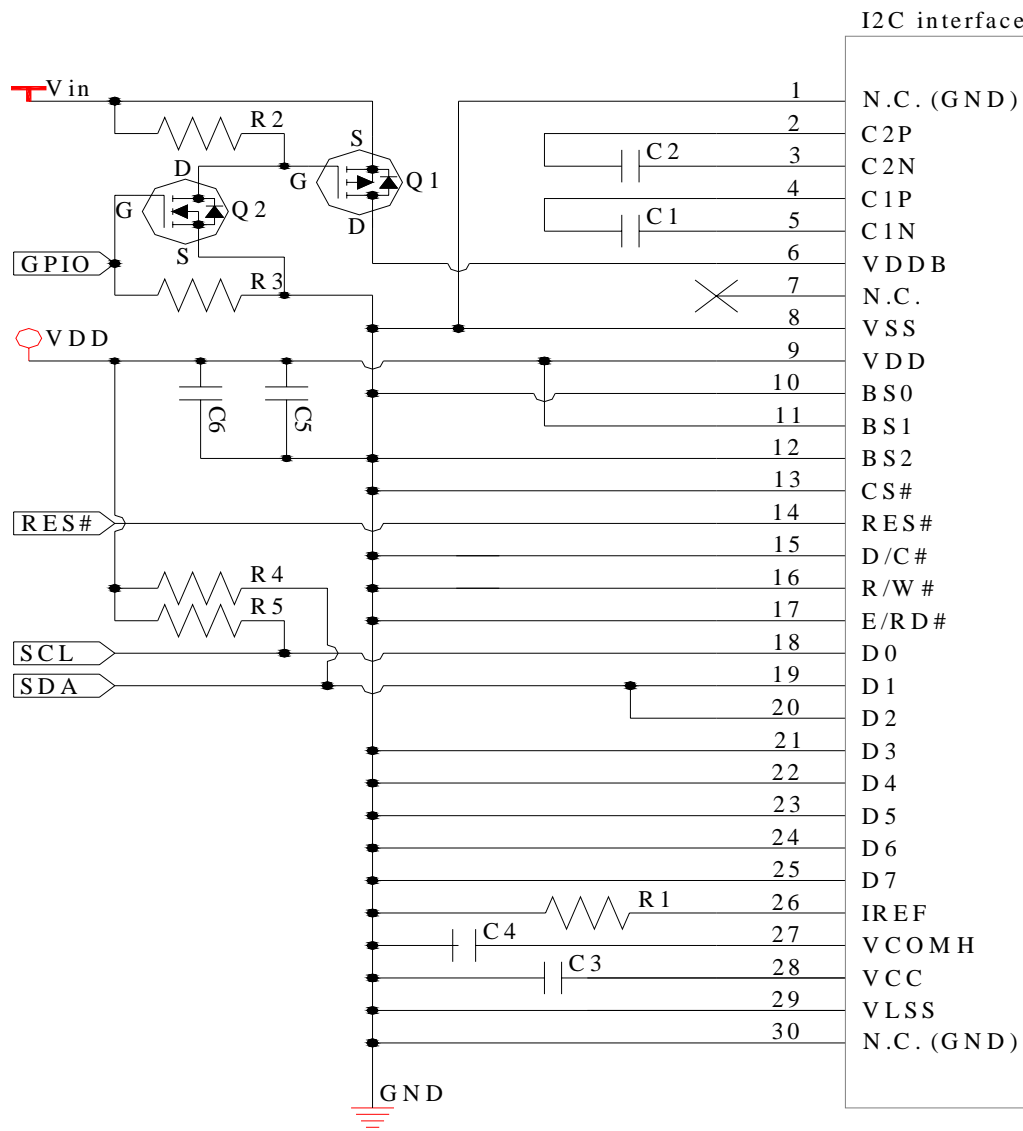 I2C interface
Vin
R2
S
D
G
Q1
G
Q2
D
S
GPIO
R3
VDD
C6
C5
RES#
R4
R5
SCL
SDA
C2
C1
1 N.C. (GND)
2 C2P
3 C2N
4 C1P
5 C1N
6 VDDB
7 N.C.
8 VSS
9 VDD
10 BS0
11 BS1
12 BS2
13 CS#
14 RES#
15 D/C#
16 R/W#
17 E/RD#
18 D0
19 D1
20 D2
21 D3
22 D4
23 D5
24 D6
25 D7
R1
26 IREF
C4
27 VCOMH
C3
28 VCC
29 VLSS
30 N.C. (GND)
GND